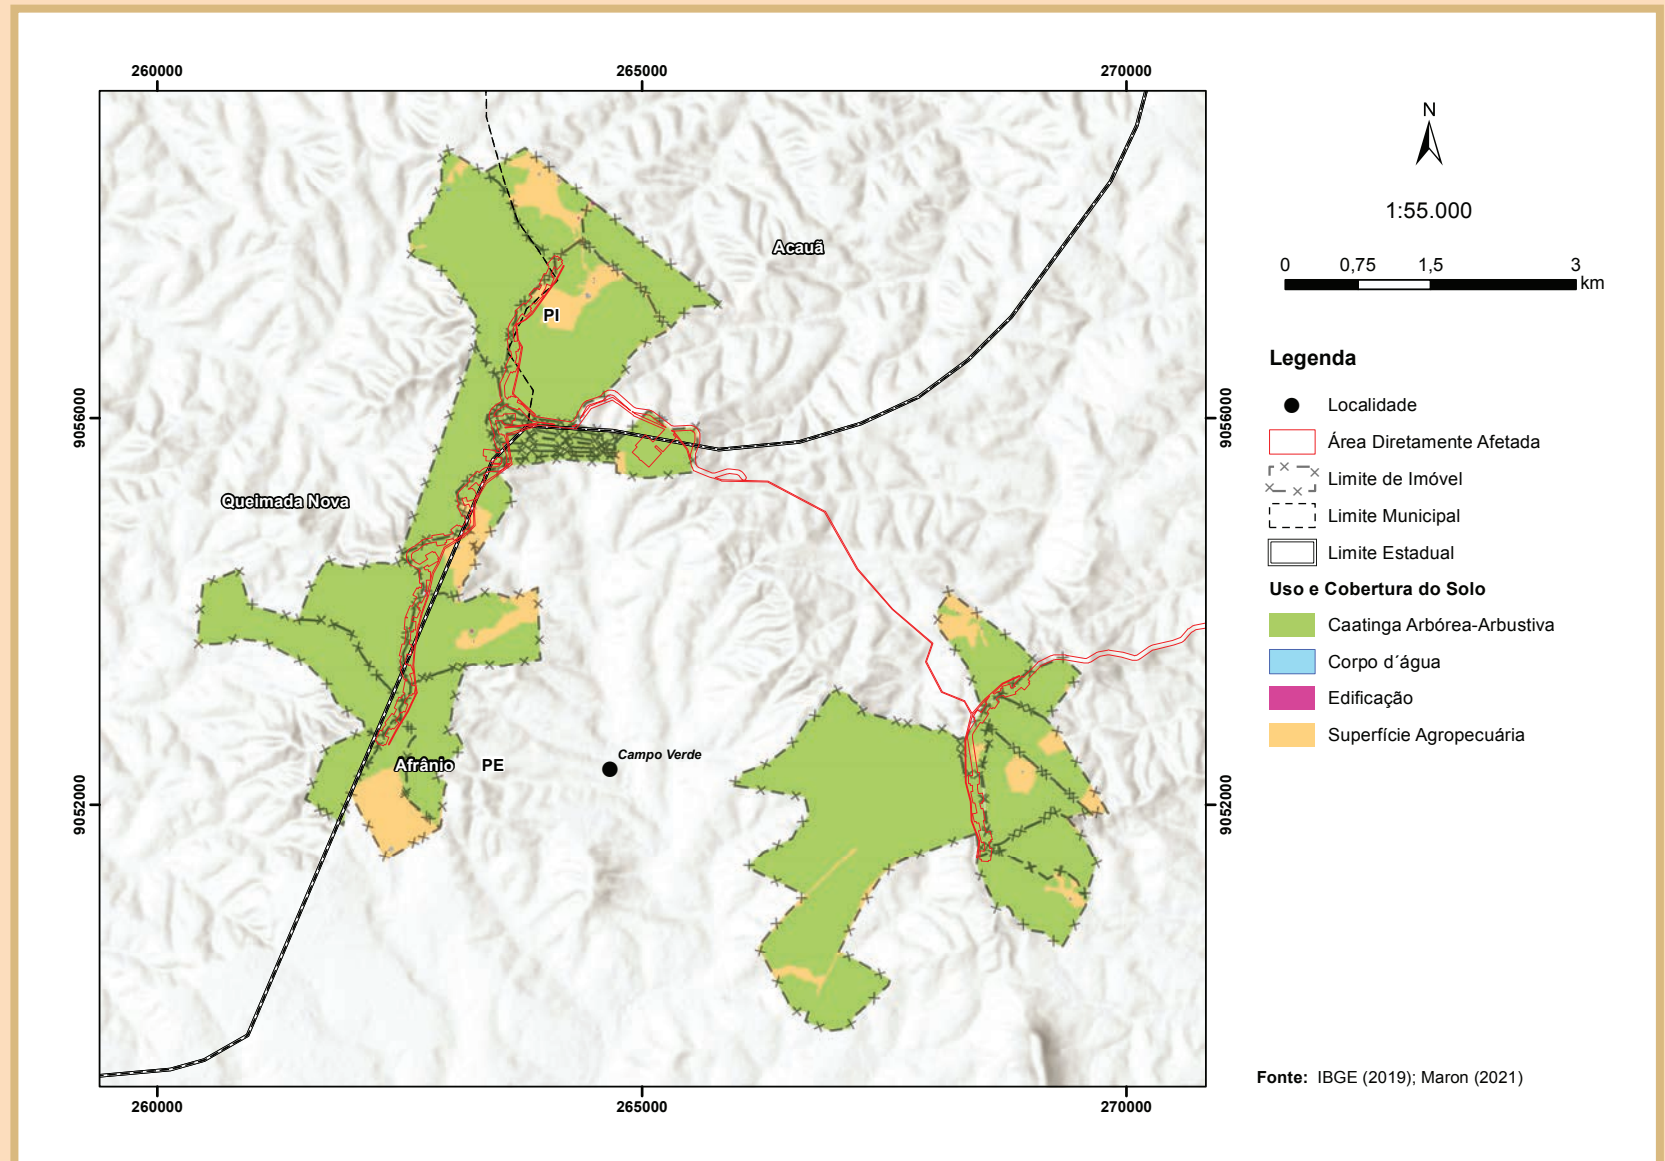 260000
265000
270000
N
1:55.000
0
0,75
1,5
3
km
Acauã
PI
9056000
9056000
Queimada Nova
Campo Verde
Afrânio
PE
9052000
9052000
260000
265000
270000
Legenda
Localidade
Área Diretamente Afetada
Limite de Imóvel
Limite Municipal
Limite Estadual
Uso e Cobertura do Solo
Caatinga Arbórea-Arbustiva
Corpo d´água
Edificação
Superfície Agropecuária
Fonte: IBGE (2019); Maron (2021)